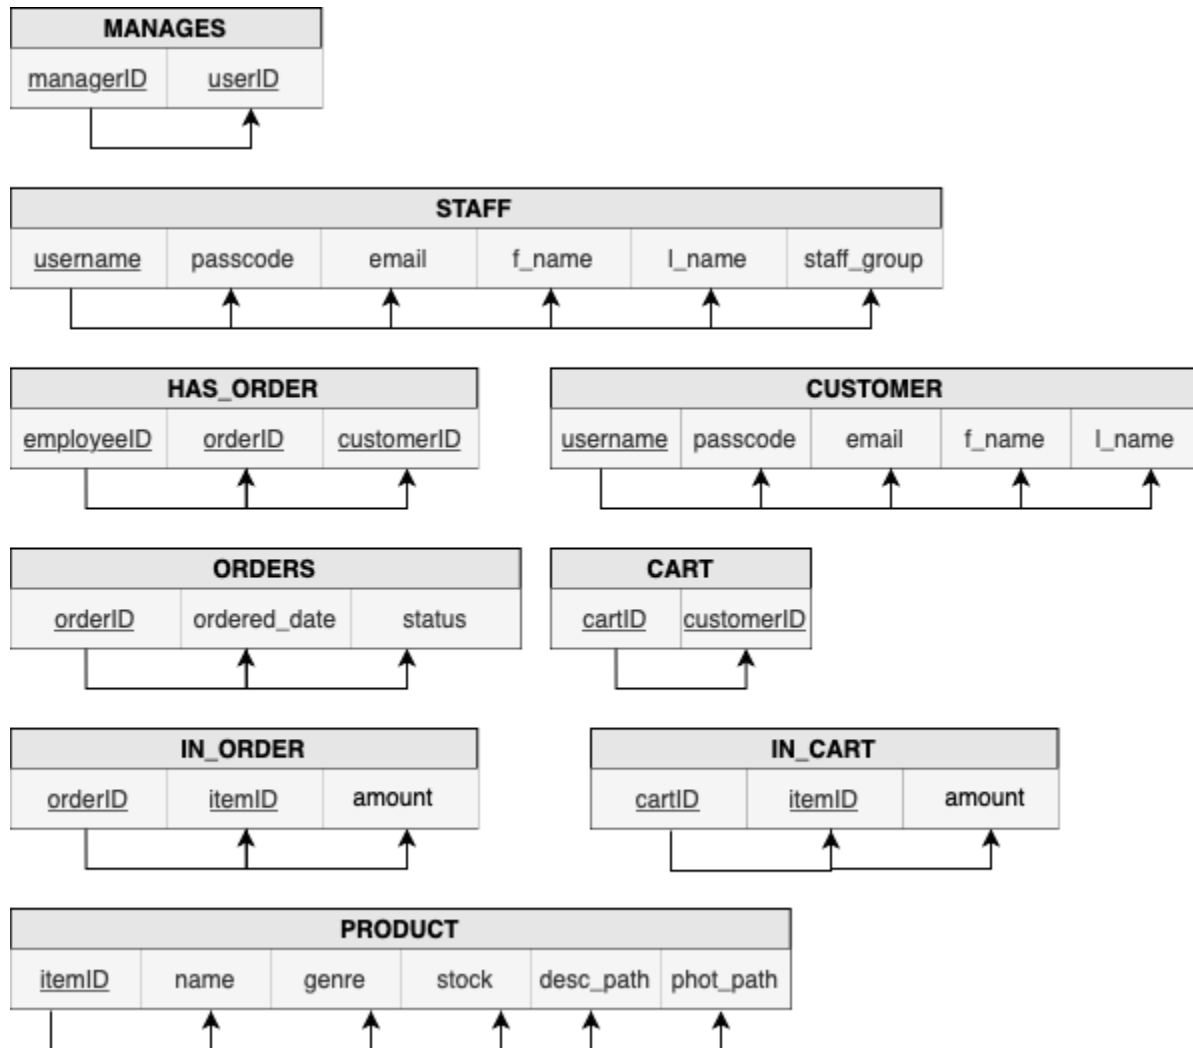 MANAGES
managerID userID
STAFF
username passcode email f_name l_name staff_group
HAS_ORDER
employeeID orderID customerID
CUSTOMER
username passcode email f_name l_name
ORDERS
orderID ordered_date status
CART
cartID customerID
IN_ORDER
orderID itemID amount
IN_CART
cartID itemID amount
PRODUCT
itemID name genre stock desc_path phot_path